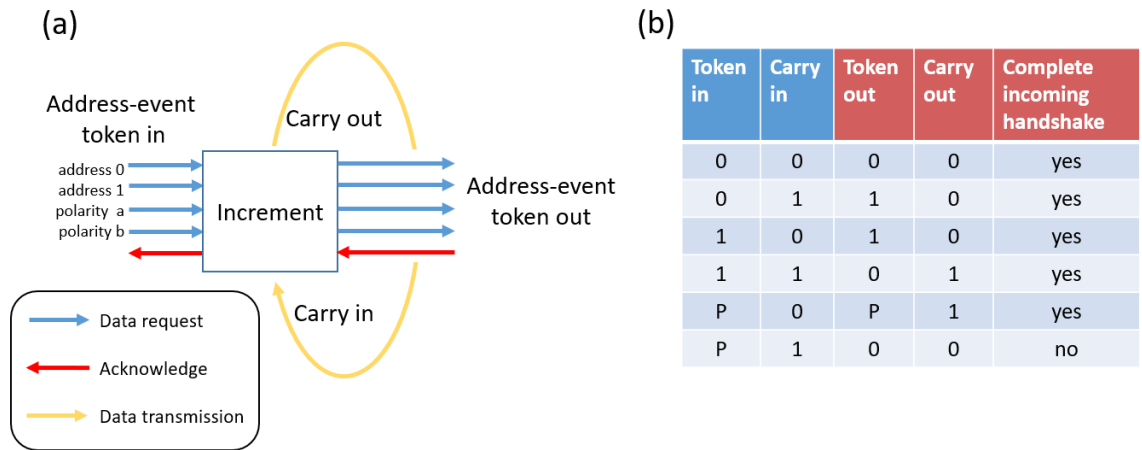 (a)
Carry out
Address-event
token in
address 0
address 1
polarity a
polarity b
Increment
Address-event
token out
Carry in
Data request
Acknowledge
Data transmission
(b)
Token in Carry in Token out Carry out Complete incoming handshake
0 0 0 0 yes
0 1 1 0 yes
1 0 1 0 yes
1 1 0 1 yes
P 0 P 1 yes
P 1 0 0 no